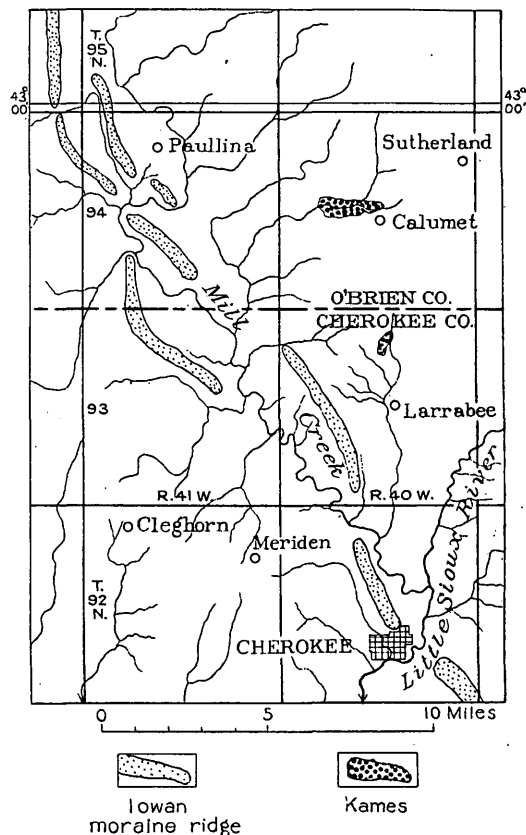 T.
95
N.
43°
00'
43°
00'
Paullina
Sutherland
94
Calumet
Mill
O'BRIEN CO.
CHEROKEE CO.
93
Larrabee
Creek
R.41 W.
R.40 W.
Cleghorn
Meriden
T.
92
N.
CHEROKEE
Little Sioux River
0 5 10 Miles
Iowan
moraine ridge
Kames